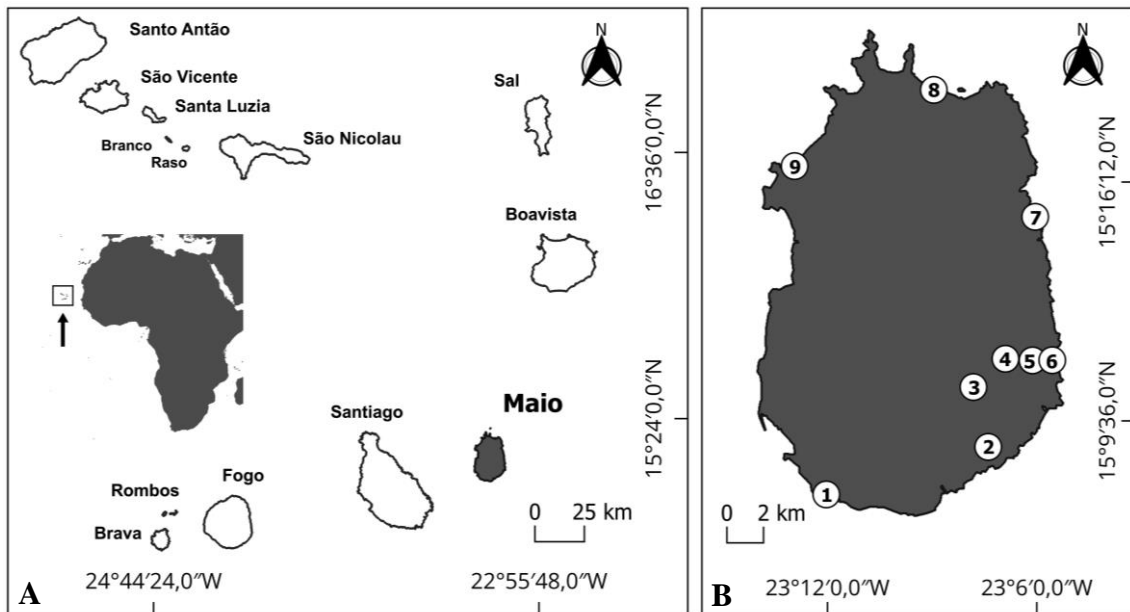 N
Santo Antão
São Vicente
Santa Luzia
Branco
Raso
São Nicolau
Sal
Boavista
16°36′0,0″N
Maio
Santiago
15°24′0,0″N
Fogo
Rombos
Brava
0 25 km
A
24°44′24,0″W
22°55′48,0″W
N
8
9
15°16′12,0″N
7
4
5
6
3
15°9′36,0″N
2
1
0 2 km
B
23°12′0,0″W
23°6′0,0″W